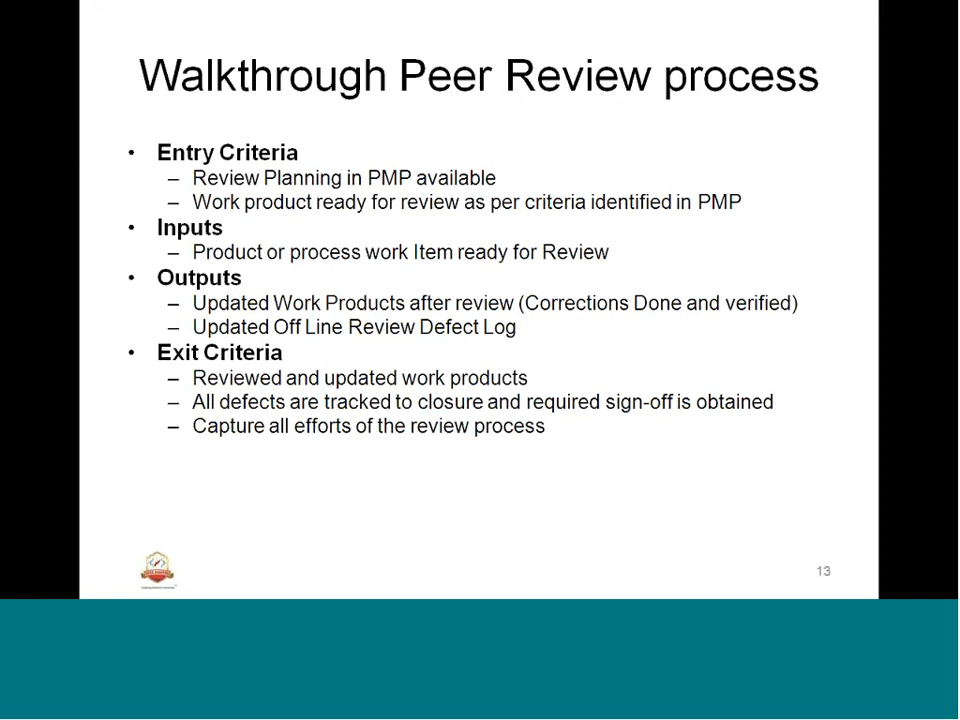 Walkthrough Peer Review process
• Entry Criteria
– Review Planning in PMP available
– Work product ready for review as per criteria identified in PMP
• Inputs
– Product or process work Item ready for Review
• Outputs
– Updated Work Products after review (Corrections Done and verified)
– Updated Off Line Review Defect Log
• Exit Criteria
– Reviewed and updated work products
– All defects are tracked to closure and required sign-off is obtained
– Capture all efforts of the review process
13